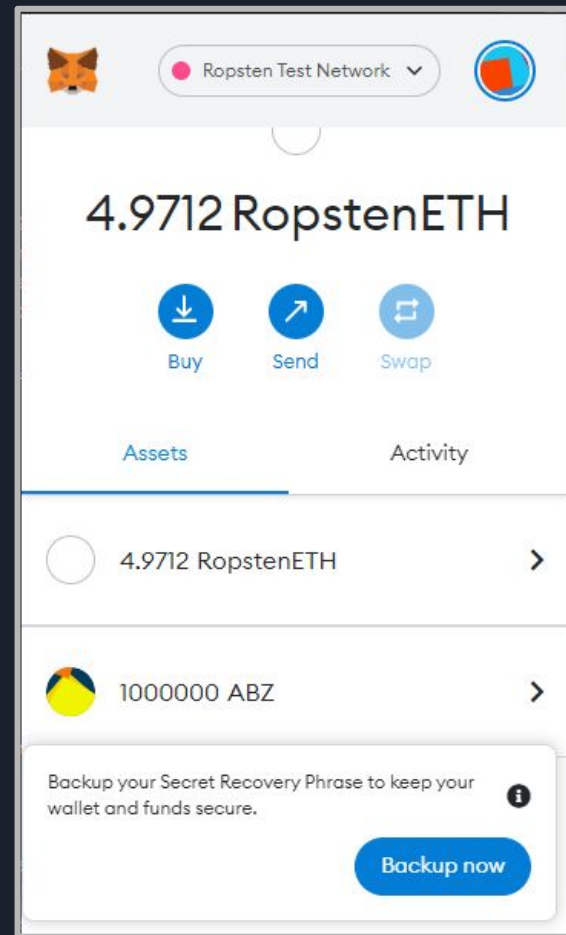 Ropsten Test Network
4.9712 RopstenETH
Buy
Send
Swap
Assets
Activity
4.9712 RopstenETH
1000000 ABZ
Backup your Secret Recovery Phrase to keep your
wallet and funds secure.
Backup now